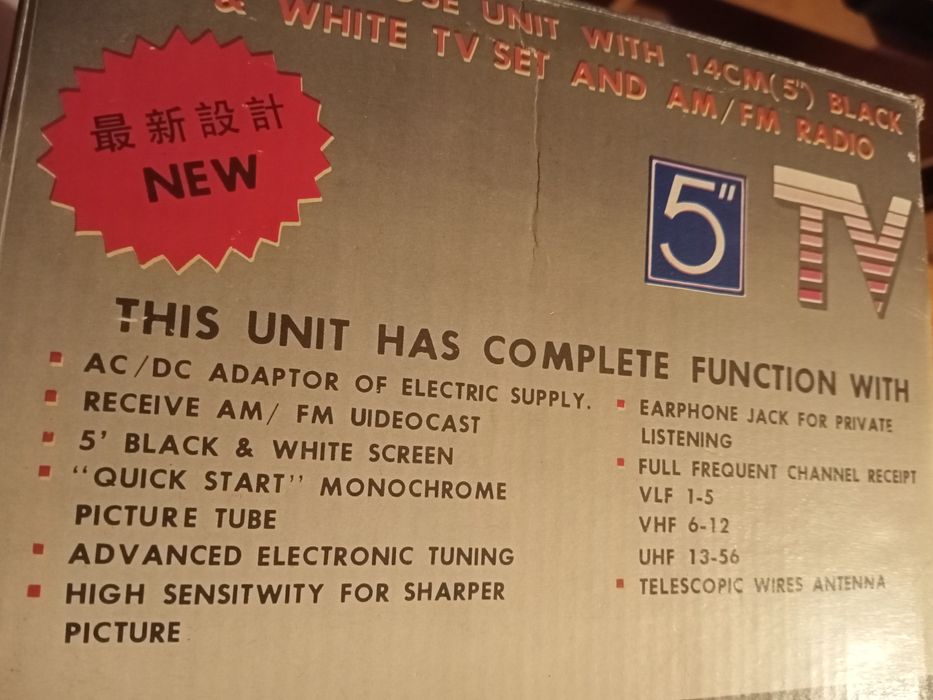 UNIT WITH 14CM(5") BLACK
& WHITE TV SET AND AM/FM RADIO
最新設計
NEW
5"
TV
THIS UNIT HAS COMPLETE FUNCTION WITH
AC/DC ADAPTOR OF ELECTRIC SUPPLY.
RECEIVE AM/ FM UIDEOCAST
5' BLACK & WHITE SCREEN
"QUICK START" MONOCHROME
PICTURE TUBE
ADVANCED ELECTRONIC TUNING
HIGH SENSITWITY FOR SHARPER
PICTURE
EARPHONE JACK FOR PRIVATE
LISTENING
FULL FREQUENT CHANNEL RECEIPT
VLF 1-5
VHF 6-12
UHF 13-56
TELESCOPIC WIRES ANTENNA